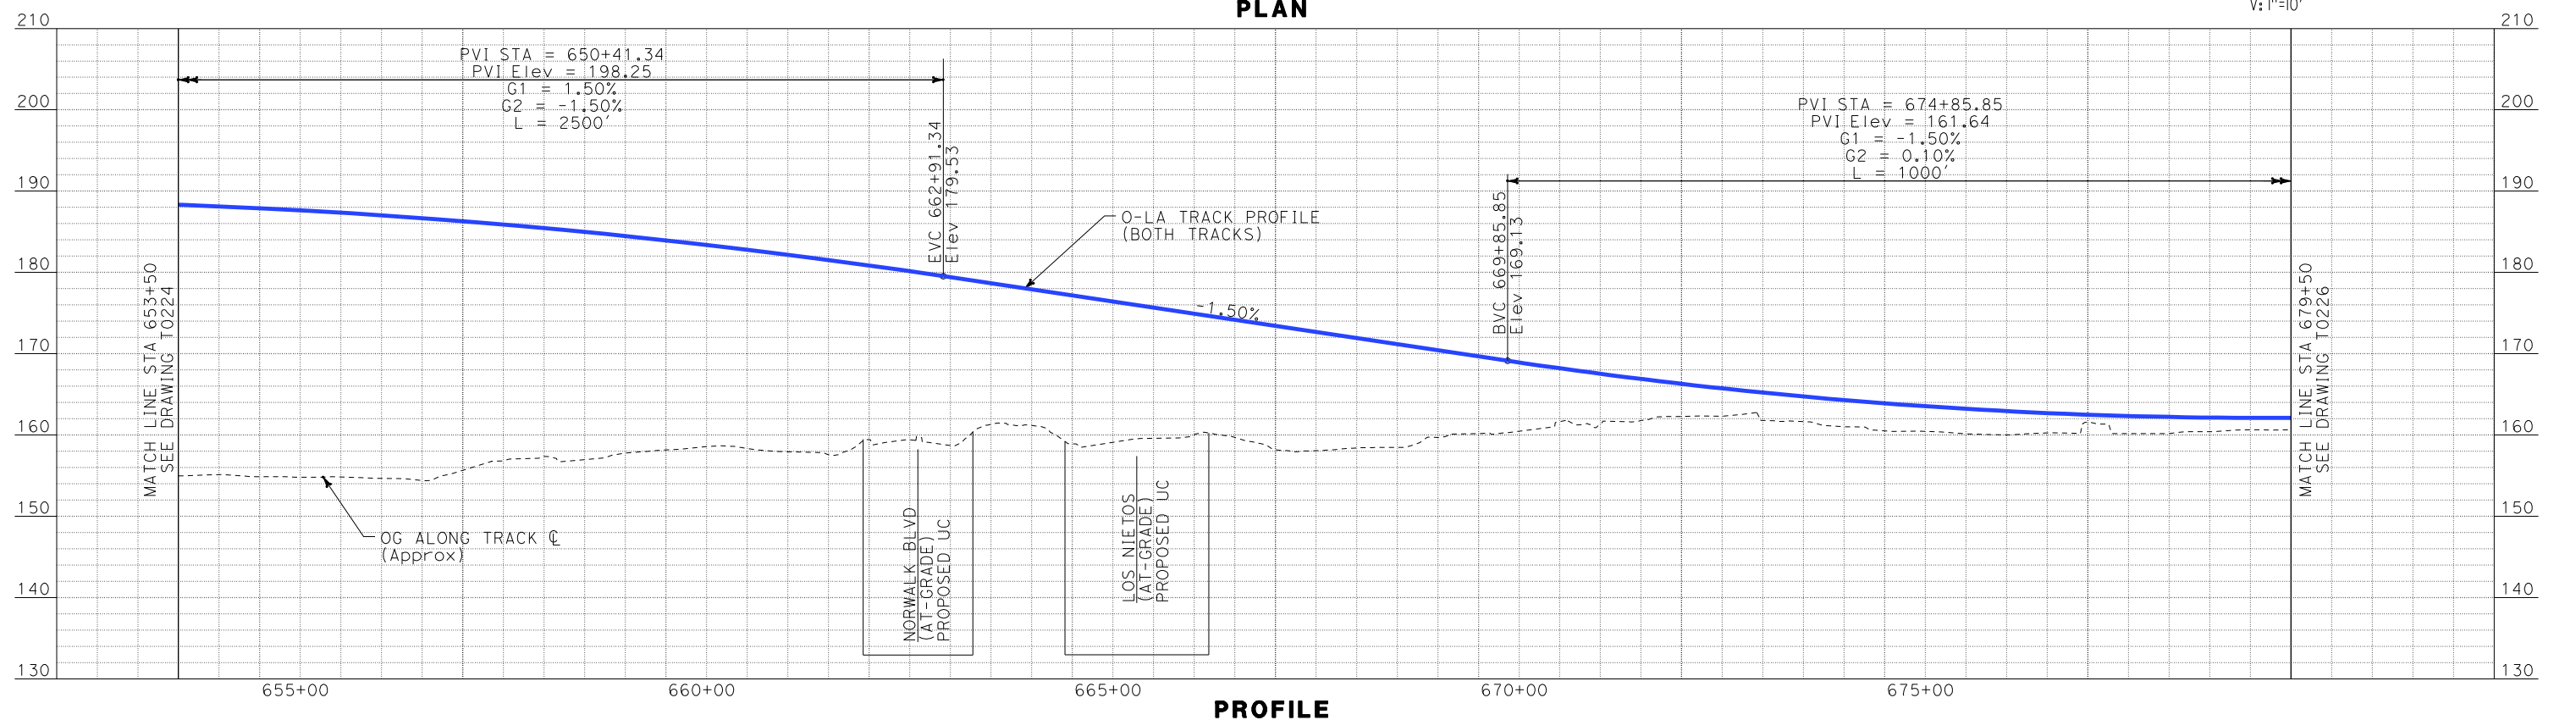 PLAN
V: 1"=10'
210
210
PVI STA = 650+41.34
PVI Elev = 198.25
G1 = 1.50%
G2 = -1.50%
L = 2500'
200
200
PVI STA = 674+85.85
PVI Elev = 161.64
G1 = -1.50%
G2 = 0.10%
L = 1000'
EVC 662+91.34
Elev 179.53
190
190
BVC 669+85.85
Elev 169.13
O-LA TRACK PROFILE
(BOTH TRACKS)
180
180
-1.50%
MATCH LINE STA 653+50
SEE DRAWING T0224
MATCH LINE STA 679+50
SEE DRAWING T0226
170
170
160
160
150
150
OG ALONG TRACK ℄
(Approx)
NORWALK BLVD
(AT-GRADE)
PROPOSED UC
LOS NIETOS
(AT-GRADE)
PROPOSED UC
140
140
130
130
655+00
660+00
665+00
670+00
675+00
PROFILE